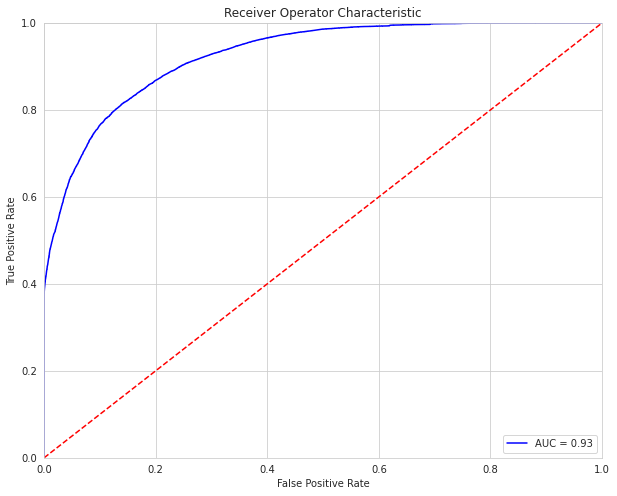 Receiver Operator Characteristic
1.0
0.8
0.6
0.4
0.2
0.0
True Positive Rate
AUC = 0.93
0.0 0.2 0.4 0.6 0.8 1.0
False Positive Rate